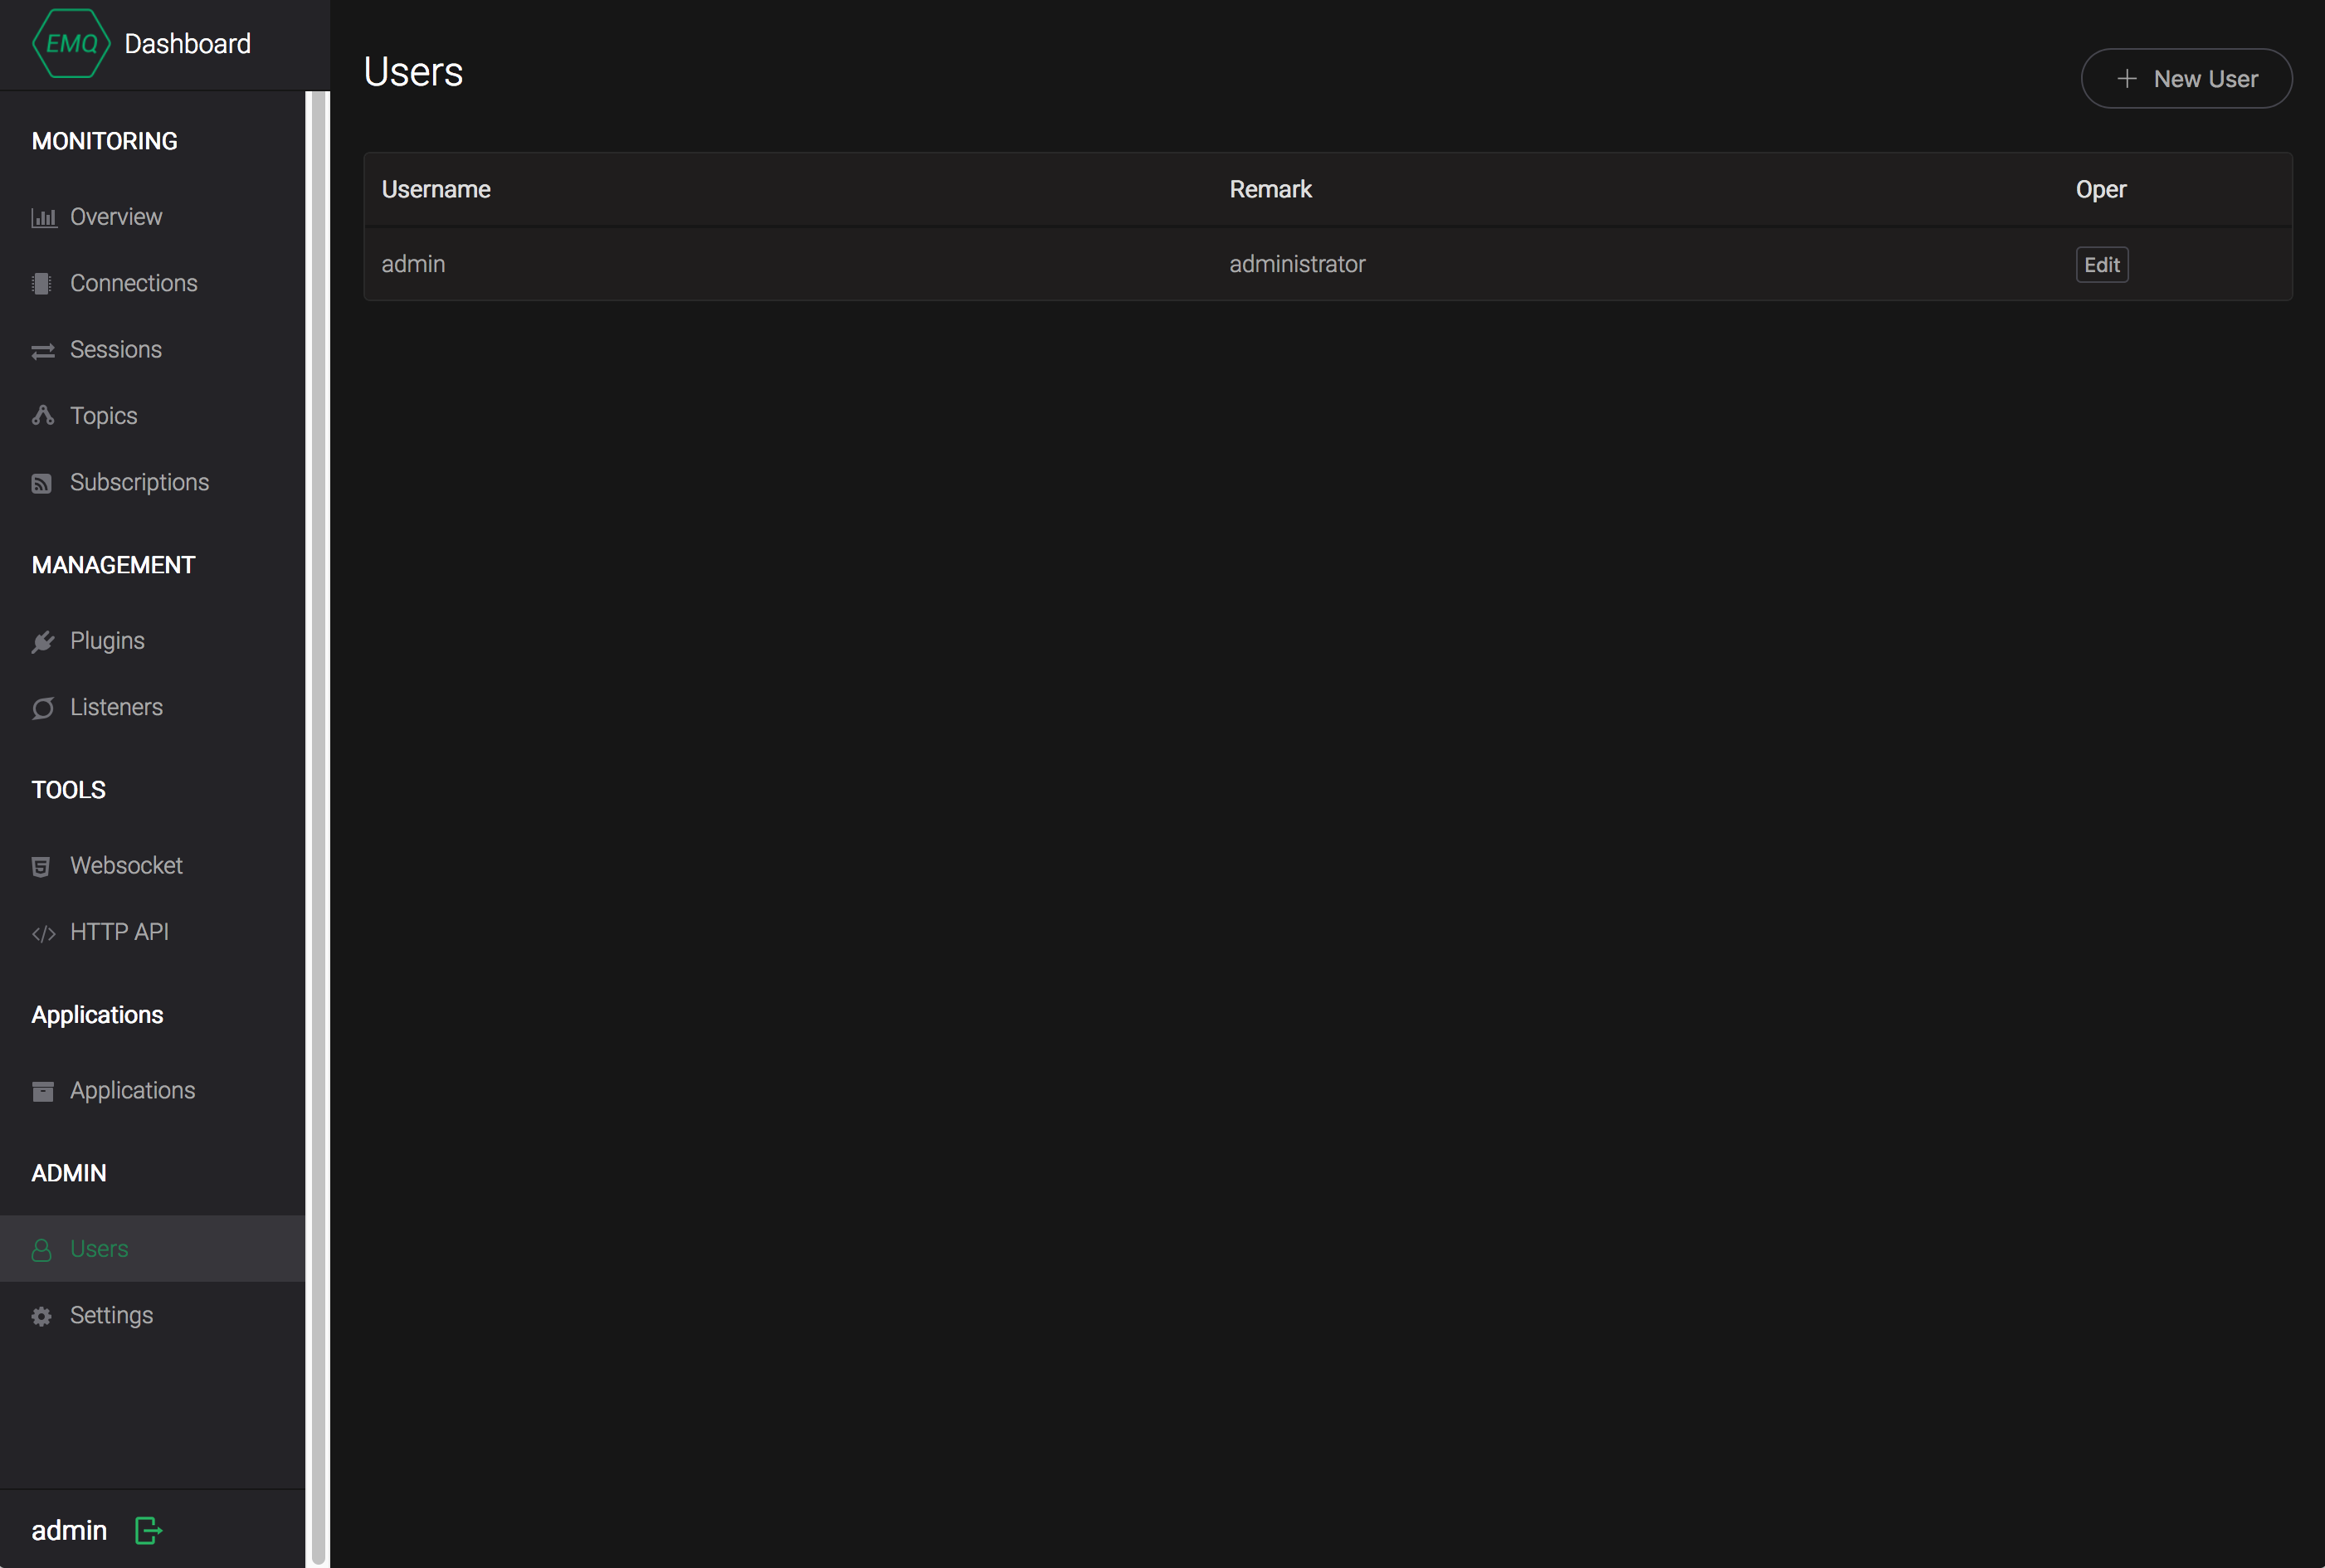 EMQ Dashboard
MONITORING
Overview
Connections
Sessions
Topics
Subscriptions
MANAGEMENT
Plugins
Listeners
TOOLS
Websocket
HTTP API
Applications
Applications
ADMIN
Users
Settings
admin
Users
New User
Username Remark Oper
admin administrator Edit